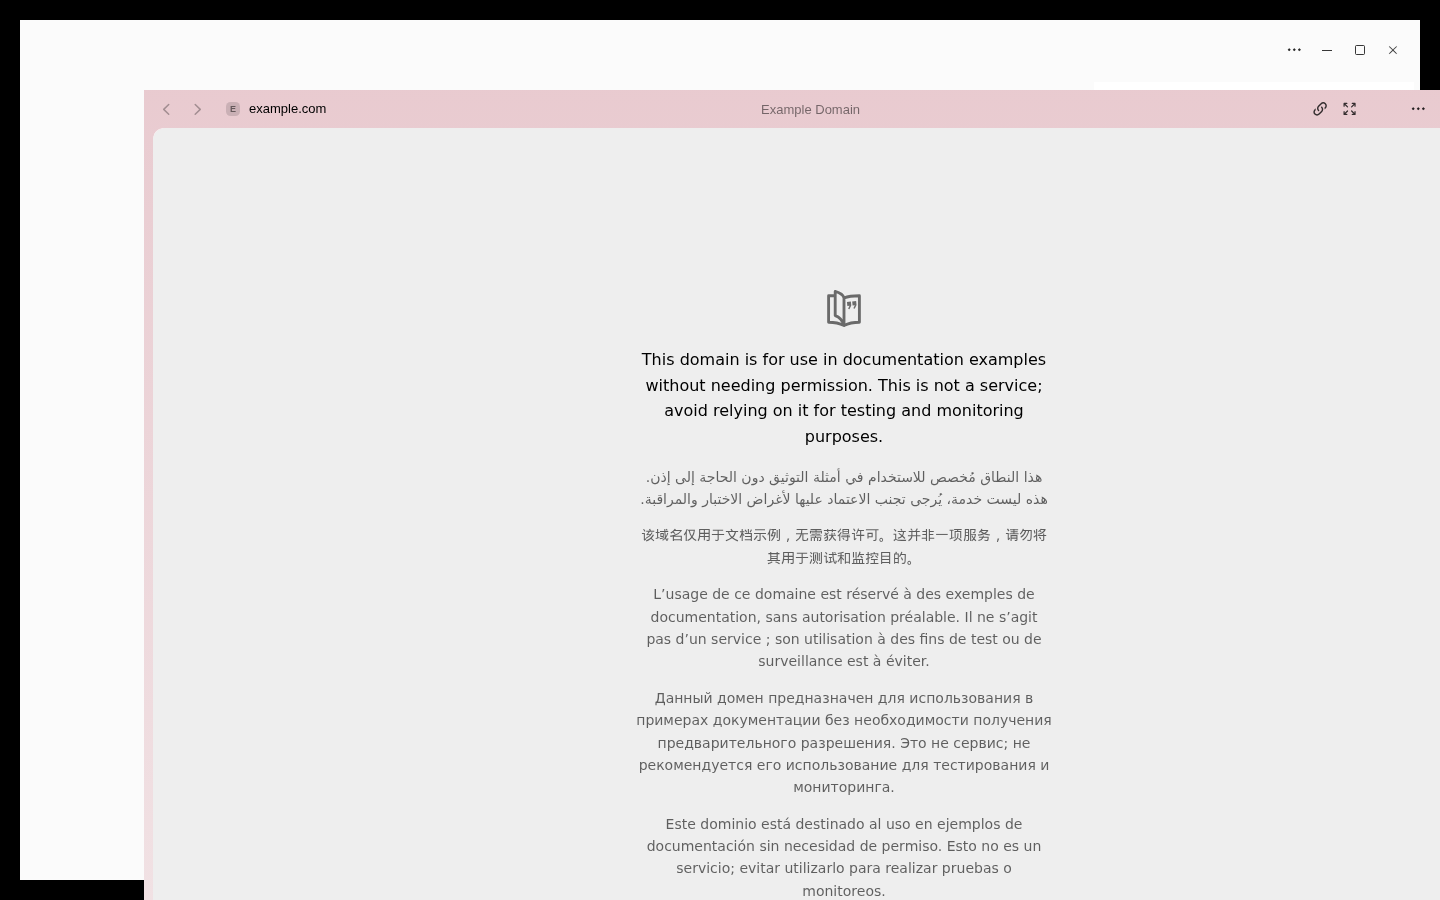 E example.com
Example Domain
This domain is for use in documentation examples
without needing permission. This is not a service;
avoid relying on it for testing and monitoring
purposes.
هذا النطاق مُخصص للاستخدام في أمثلة التوثيق دون الحاجة إلى إذن.
هذه ليست خدمة، يُرجى تجنب الاعتماد عليها لأغراض الاختبار والمراقبة.
该域名仅用于文档示例，无需获得许可。这并非一项服务，请勿将
其用于测试和监控目的。
L’usage de ce domaine est réservé à des exemples de
documentation, sans autorisation préalable. Il ne s’agit
pas d’un service ; son utilisation à des fins de test ou de
surveillance est à éviter.
Данный домен предназначен для использования в
примерах документации без необходимости получения
предварительного разрешения. Это не сервис; не
рекомендуется его использование для тестирования и
мониторинга.
Este dominio está destinado al uso en ejemplos de
documentación sin necesidad de permiso. Esto no es un
servicio; evitar utilizarlo para realizar pruebas o
monitoreos.